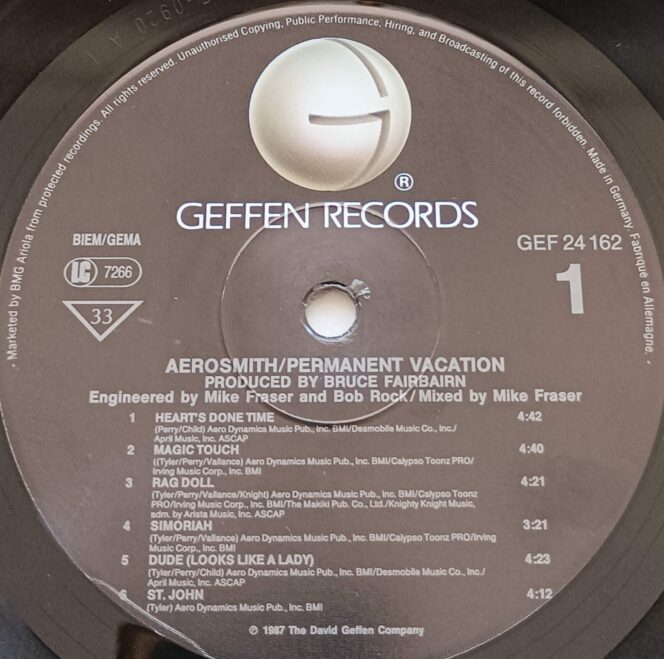 Marketed by BMG Ariola from protected recordings. All rights reserved. Unauthorised Copying, Public Performance, Hiring, and Broadcasting of this record forbidden. Made in Germany. Fabriqué en Allemagne.
®
GEFFEN RECORDS
BIEM/GEMA
GEF 24 162
LC 7266
1
33
AEROSMITH/PERMANENT VACATION
PRODUCED BY BRUCE FAIRBAIRN
Engineered by Mike Fraser and Bob Rock/Mixed by Mike Fraser
1 HEART'S DONE TIME 4:42
(Perry/Child) Aero Dynamics Music Pub., Inc. BMI/Desmobile Music Co., Inc./
April Music, Inc. ASCAP
2 MAGIC TOUCH 4:40
((Tyler/Perry/Vallance) Aero Dynamics Music Pub., Inc. BMI/Calypso Toonz PRO/
Irving Music Corp., Inc. BMI
3 RAG DOLL 4:21
(Tyler/Perry/Vallance/Knight) Aero Dynamics Music Pub., Inc. BMI/Calypso Toonz
PRO/Irving Music Corp., Inc. BMI/The Makiki Pub. Co., Ltd./Knighty Knight Music,
adm. by Arista Music, Inc. ASCAP
4 SIMORIAH 3:21
(Tyler/Perry/Vallance) Aero Dynamics Music Pub., Inc. BMI/Calypso Toonz PRO/Irving
Music Corp., Inc. BMI
5 DUDE (LOOKS LIKE A LADY) 4:23
(Tyler/Perry/Child) Aero Dynamics Music Pub., Inc. BMI/Desmobile Music Co., Inc./
April Music, Inc. ASCAP
6 ST. JOHN 4:12
(Tyler) Aero Dynamics Music Pub., Inc. BMI
℗ 1987 The David Geffen Company